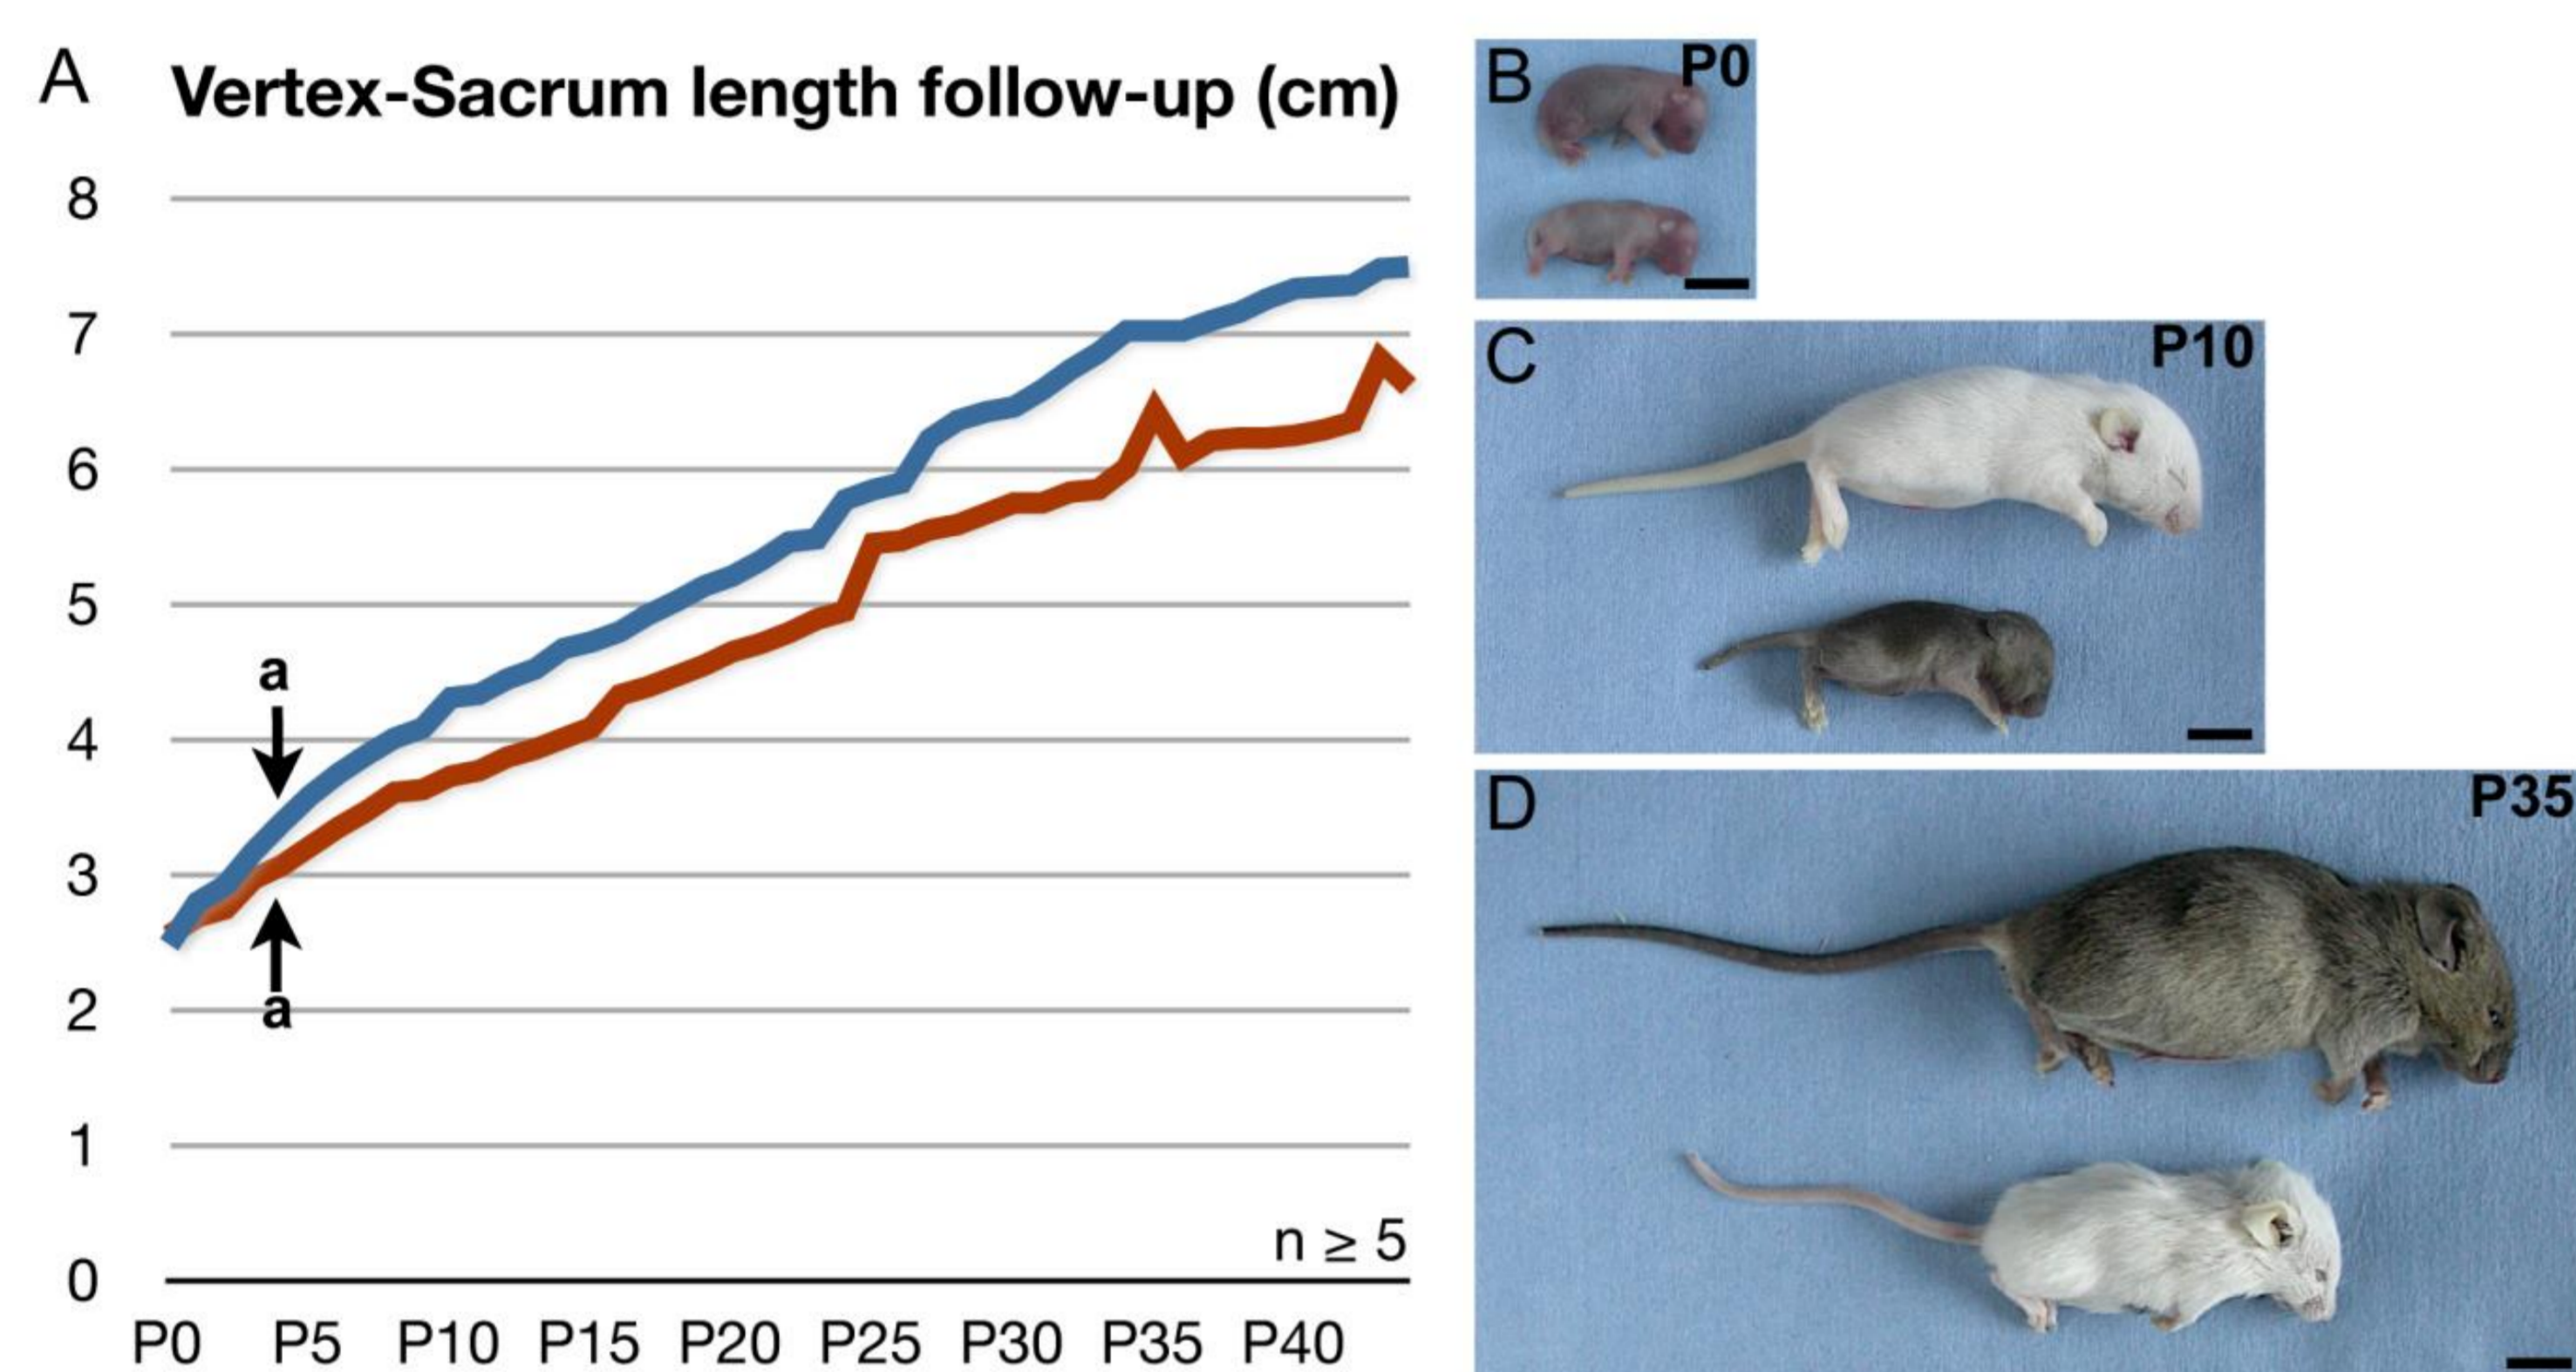 A
Vertex-Sacrum length follow-up (cm)
8
7
6
5
4
3
2
1
0
a
a
n ≥ 5
P0 P5 P10 P15 P20 P25 P30 P35 P40
B P0
C P10
D P35